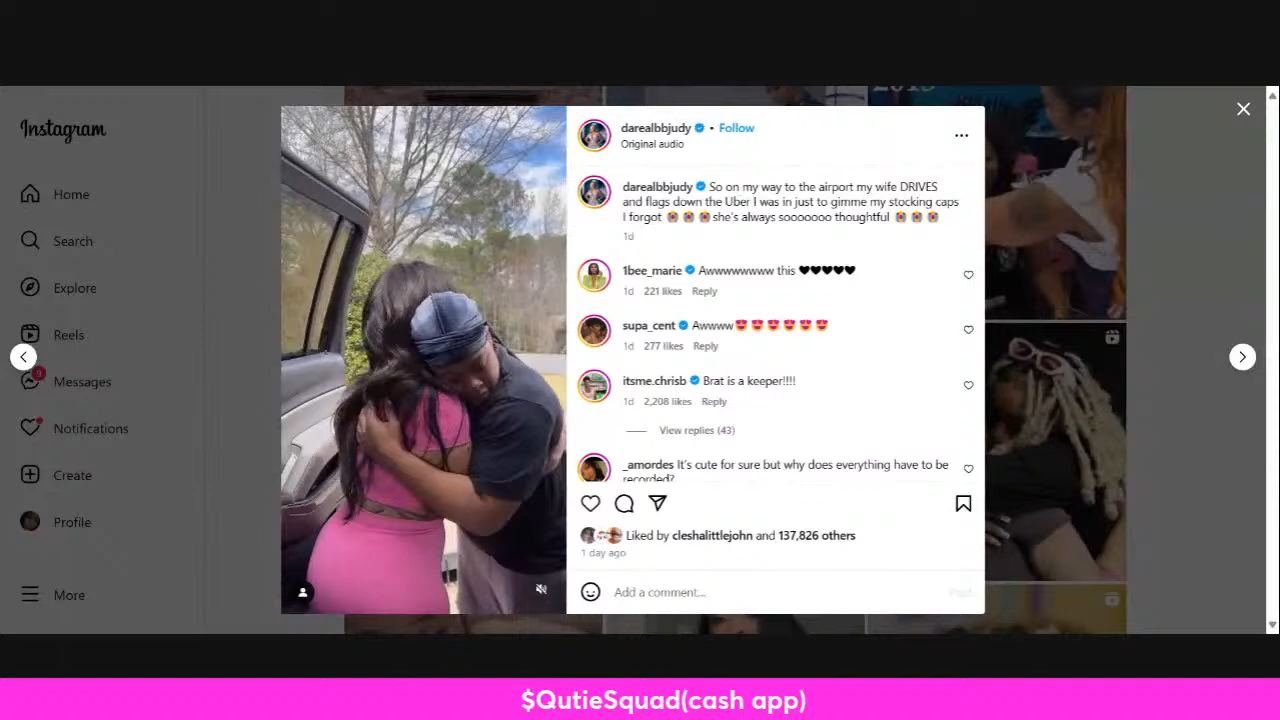 2015
Instagram
Home
Search
Explore
Reels
9
Messages
Notifications
Create
Profile
More
darealbbjudy • Follow
Original audio
darealbbjudy So on my way to the airport my wife DRIVES
and flags down the Uber I was in just to gimme my stocking caps
I forgot 😭😭😭 she's always sooooooo thoughtful 😭😭😭
1d
1bee_marie Awwwwwwww this 🖤🖤🖤🖤🖤
1d 221 likes Reply
supa_cent Awwww😍😍😍😍😍😍
1d 277 likes Reply
itsme.chrisb Brat is a keeper!!!!
1d 2,208 likes Reply
View replies (43)
_amordes It's cute for sure but why does everything have to be
recorded?
Liked by cleshalittlejohn and 137,826 others
1 day ago
Add a comment...
Post
$QutieSquad(cash app)